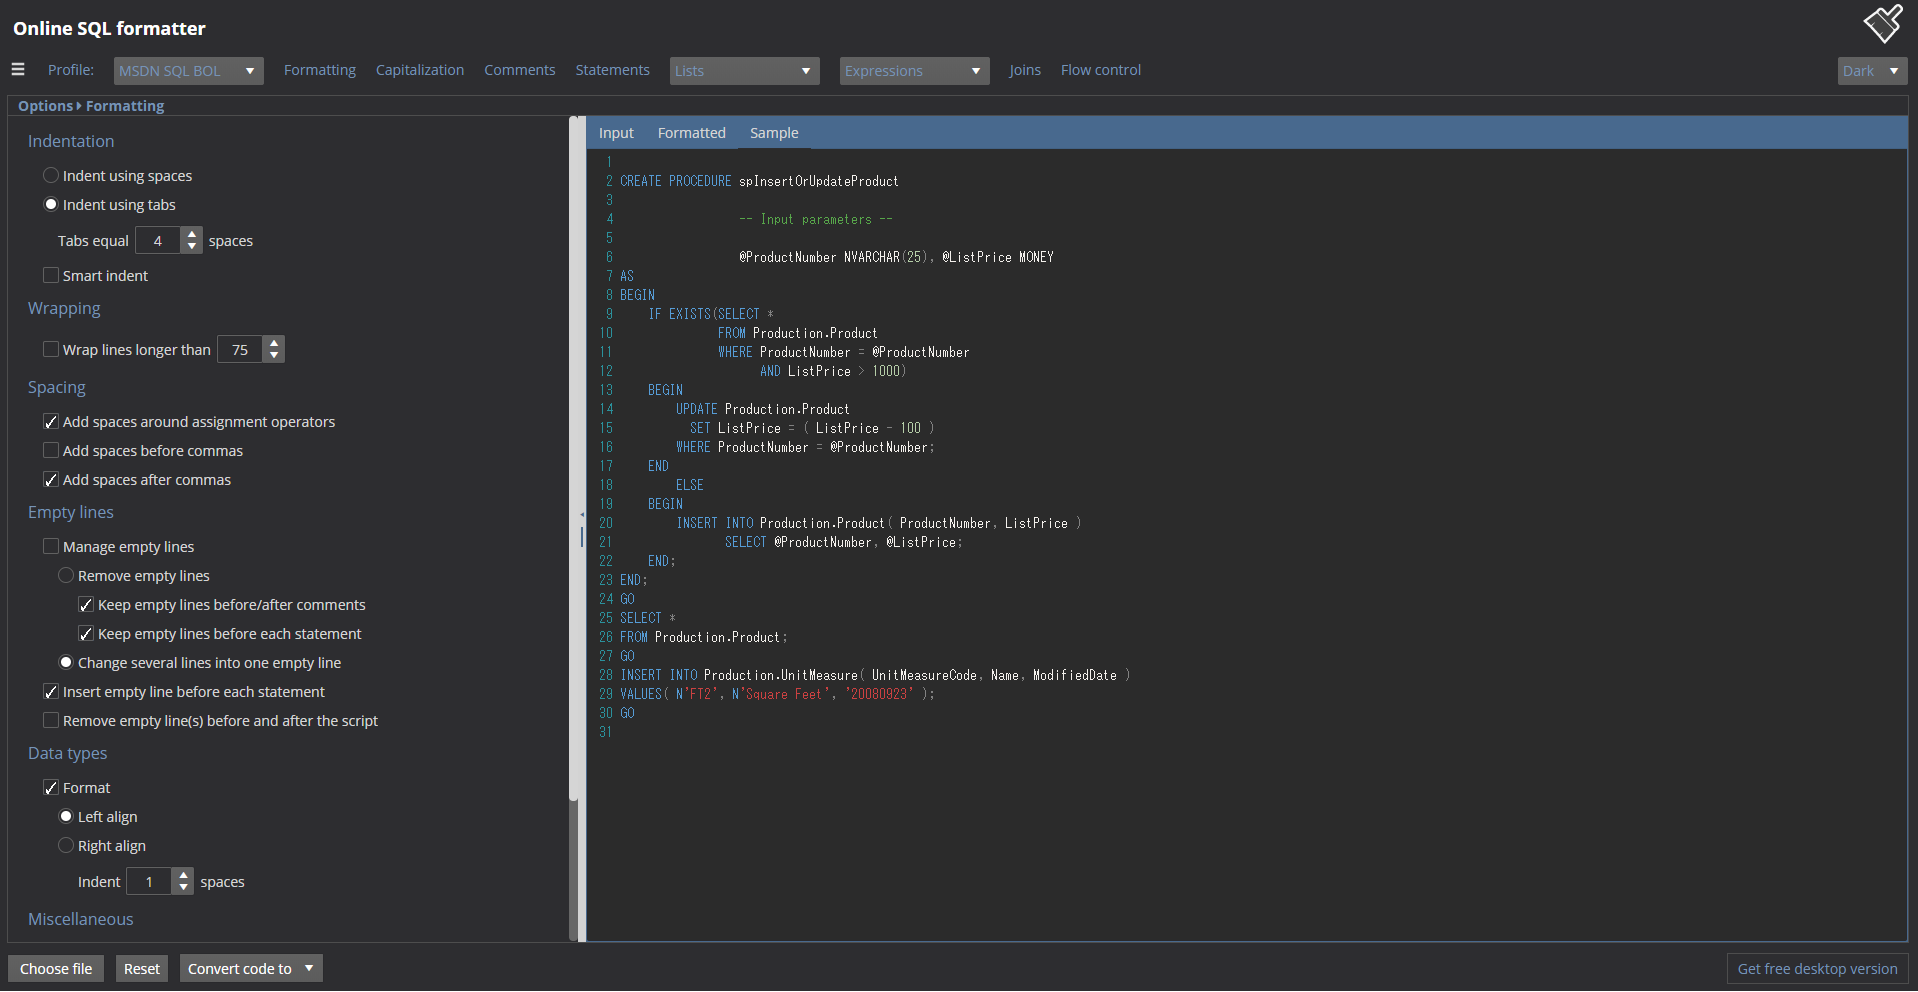 Online SQL formatter
Profile: MSDN SQL BOL Formatting Capitalization Comments Statements Lists Expressions Joins Flow control Dark
Options Formatting
Indentation
Indent using spaces
Indent using tabs
Tabs equal 4 spaces
Smart indent
Wrapping
Wrap lines longer than 75
Spacing
Add spaces around assignment operators
Add spaces before commas
Add spaces after commas
Empty lines
Manage empty lines
Remove empty lines
Keep empty lines before/after comments
Keep empty lines before each statement
Change several lines into one empty line
Insert empty line before each statement
Remove empty line(s) before and after the script
Data types
Format
Left align
Right align
Indent 1 spaces
Miscellaneous
Input Formatted Sample
1
2 CREATE PROCEDURE spInsertOrUpdateProduct
3
4 -- Input parameters --
5
6 @ProductNumber NVARCHAR(25), @ListPrice MONEY
7 AS
8 BEGIN
9 IF EXISTS(SELECT *
10 FROM Production.Product
11 WHERE ProductNumber = @ProductNumber
12 AND ListPrice > 1000)
13 BEGIN
14 UPDATE Production.Product
15 SET ListPrice = ( ListPrice - 100 )
16 WHERE ProductNumber = @ProductNumber;
17 END
18 ELSE
19 BEGIN
20 INSERT INTO Production.Product( ProductNumber, ListPrice )
21 SELECT @ProductNumber, @ListPrice;
22 END;
23 END;
24 GO
25 SELECT *
26 FROM Production.Product;
27 GO
28 INSERT INTO Production.UnitMeasure( UnitMeasureCode, Name, ModifiedDate )
29 VALUES( N'FT2', N'Square Feet', '20080923' );
30 GO
31
Choose file Reset Convert code to Get free desktop version